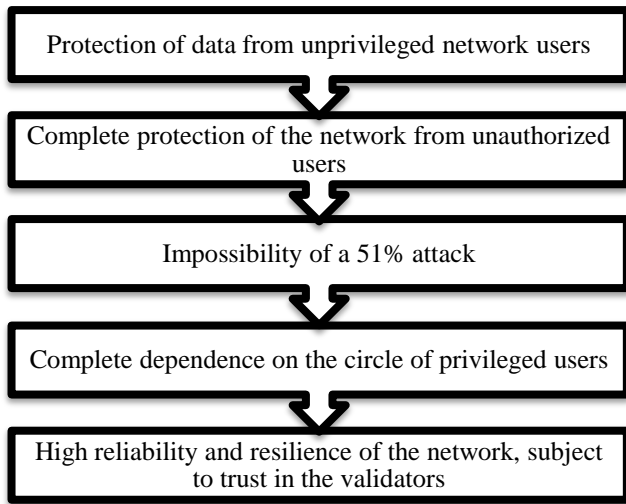 Protection of data from unprivileged network users
Complete protection of the network from unauthorized
users
Impossibility of a 51% attack
Complete dependence on the circle of privileged users
High reliability and resilience of the network, subject
to trust in the validators